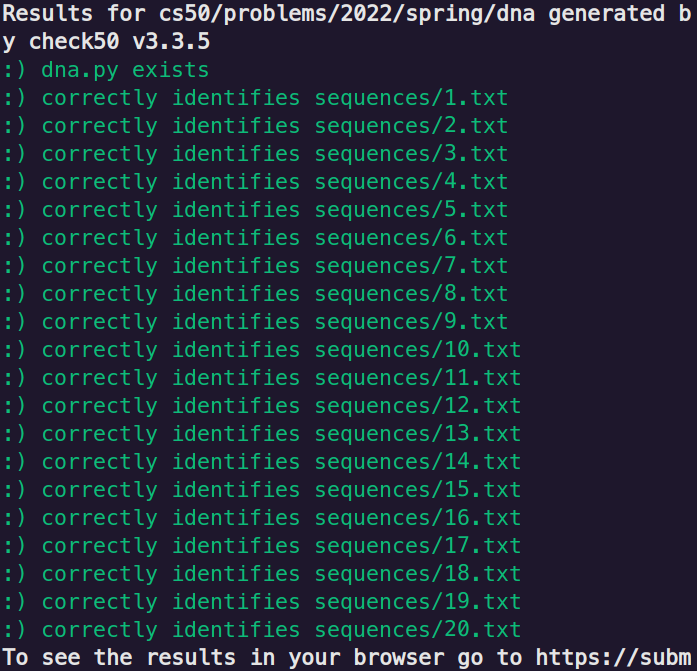 Results for cs50/problems/2022/spring/dna generated b
y check50 v3.3.5
:) dna.py exists
:) correctly identifies sequences/1.txt
:) correctly identifies sequences/2.txt
:) correctly identifies sequences/3.txt
:) correctly identifies sequences/4.txt
:) correctly identifies sequences/5.txt
:) correctly identifies sequences/6.txt
:) correctly identifies sequences/7.txt
:) correctly identifies sequences/8.txt
:) correctly identifies sequences/9.txt
:) correctly identifies sequences/10.txt
:) correctly identifies sequences/11.txt
:) correctly identifies sequences/12.txt
:) correctly identifies sequences/13.txt
:) correctly identifies sequences/14.txt
:) correctly identifies sequences/15.txt
:) correctly identifies sequences/16.txt
:) correctly identifies sequences/17.txt
:) correctly identifies sequences/18.txt
:) correctly identifies sequences/19.txt
:) correctly identifies sequences/20.txt
To see the results in your browser go to https://subm